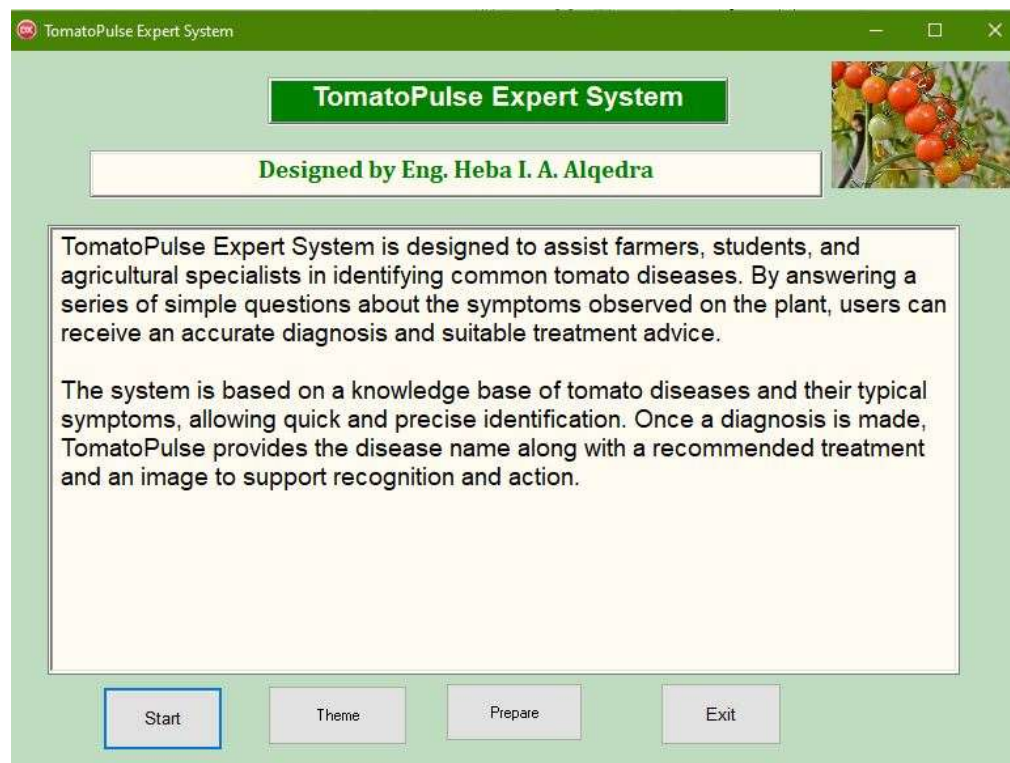 TomatoPulse Expert System
TomatoPulse Expert System
Designed by Eng. Heba I. A. Alqedra
TomatoPulse Expert System is designed to assist farmers, students, and
agricultural specialists in identifying common tomato diseases. By answering a
series of simple questions about the symptoms observed on the plant, users can
receive an accurate diagnosis and suitable treatment advice.
The system is based on a knowledge base of tomato diseases and their typical
symptoms, allowing quick and precise identification. Once a diagnosis is made,
TomatoPulse provides the disease name along with a recommended treatment
and an image to support recognition and action.
Start
Theme
Prepare
Exit